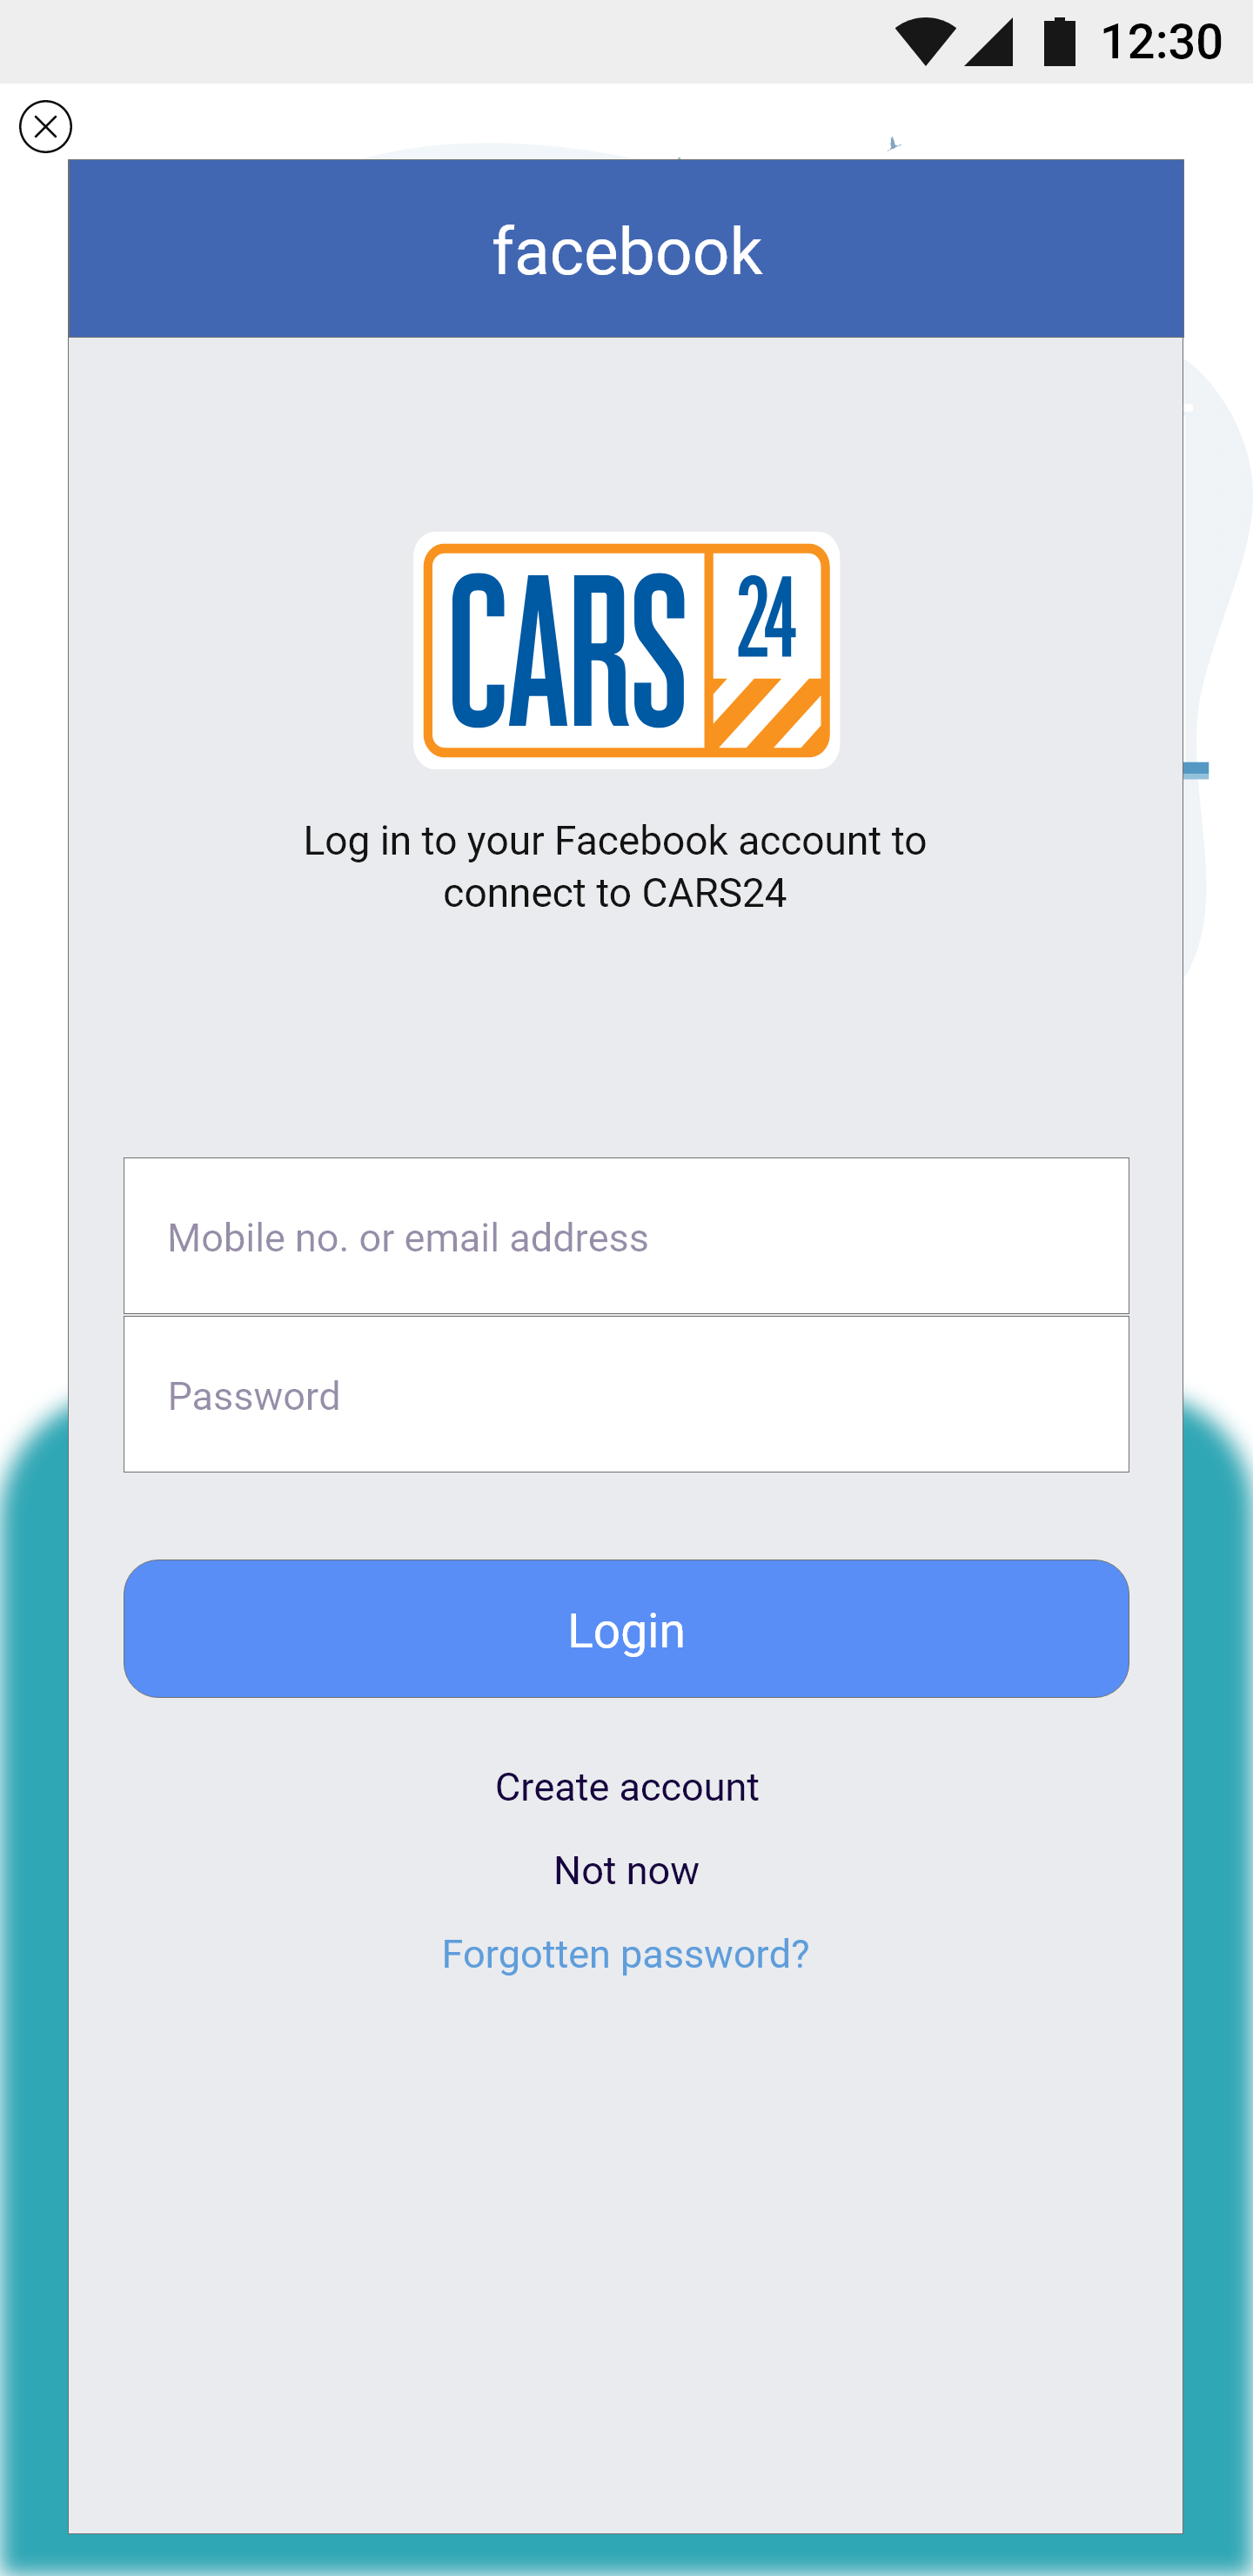 12:30
facebook
CARS 24
Log in to your Facebook account to
connect to CARS24
Mobile no. or email address
Password
Login
Create account
Not now
Forgotten password?